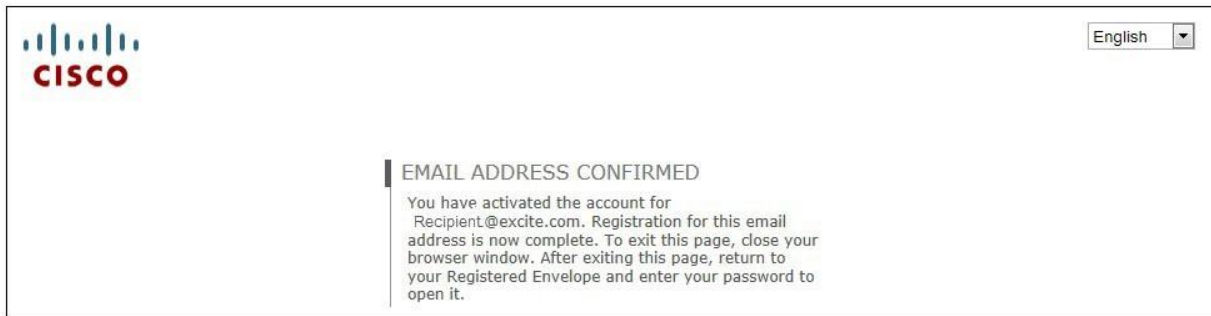 CISCO
English
EMAIL ADDRESS CONFIRMED
You have activated the account for
Recipient@excite.com. Registration for this email
address is now complete. To exit this page, close your
browser window. After exiting this page, return to
your Registered Envelope and enter your password to
open it.